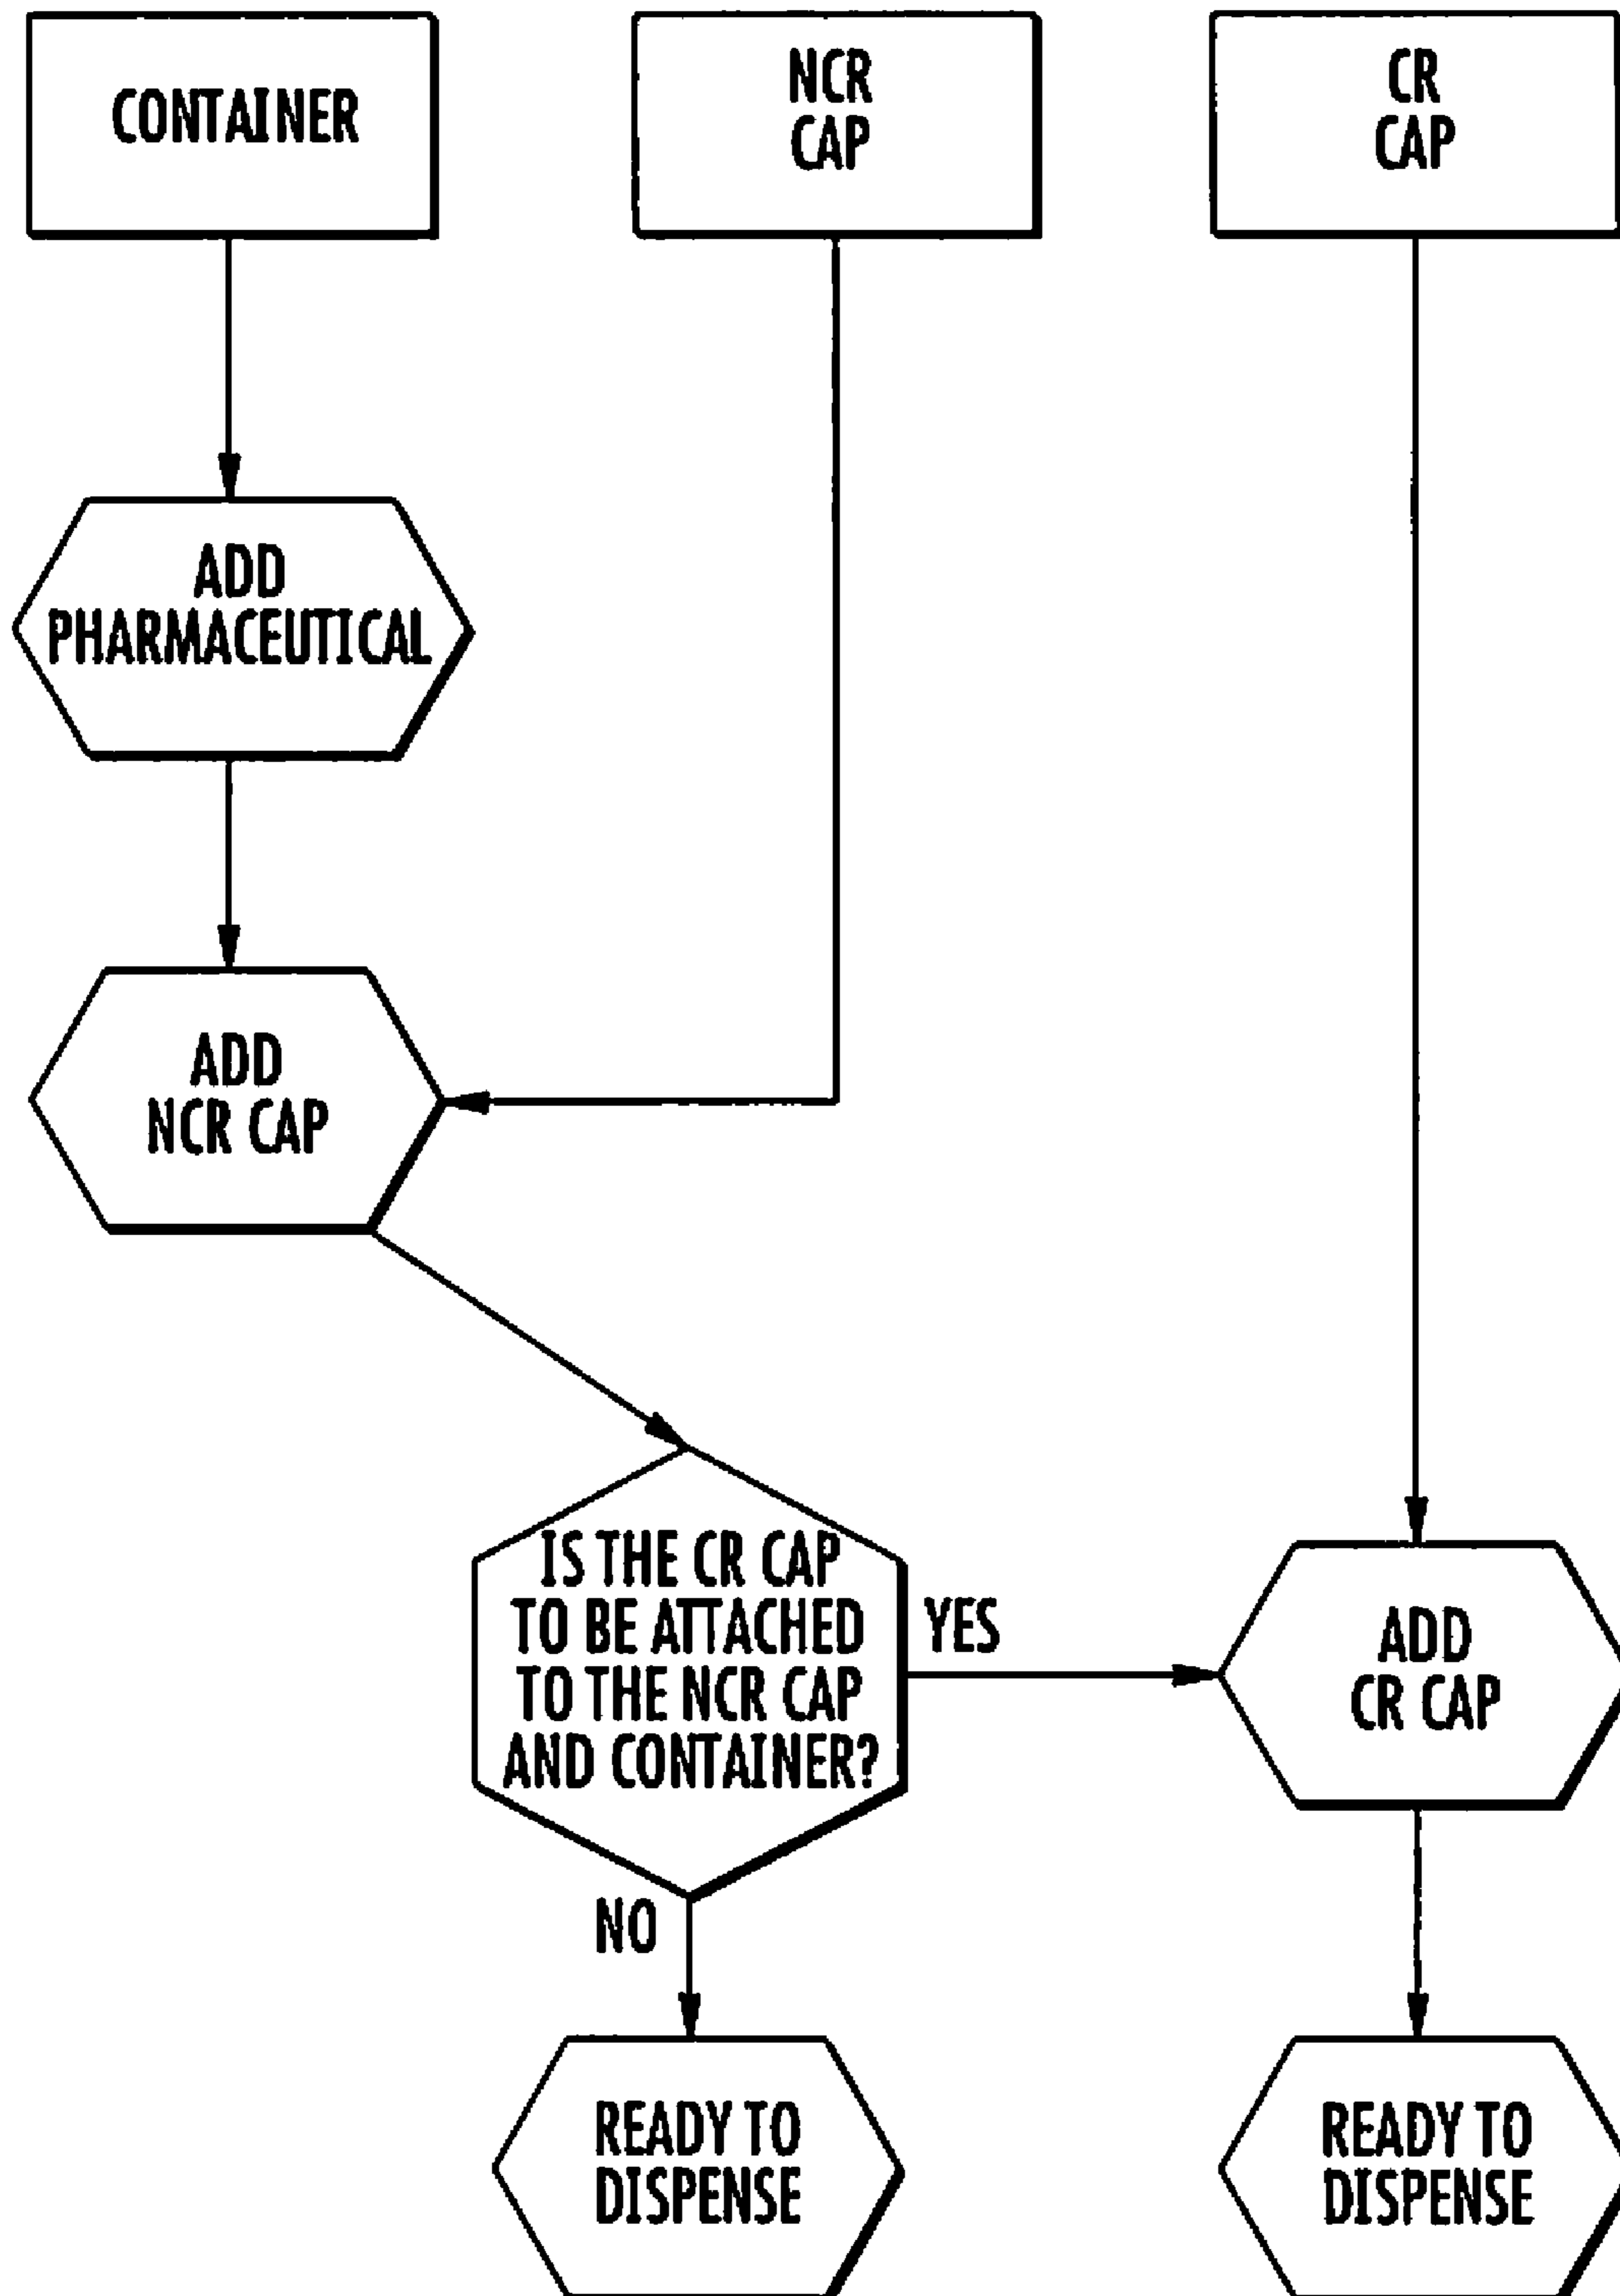 CONTAINER
NCR
CAP
CR
CAP
ADD
PHARMACEUTICAL
ADD
NCR CAP
IS THE CR CAP
TO BE ATTACHED
TO THE NCR CAP
AND CONTAINER?
YES
ADD
CR CAP
NO
READY TO
DISPENSE
READY TO
DISPENSE